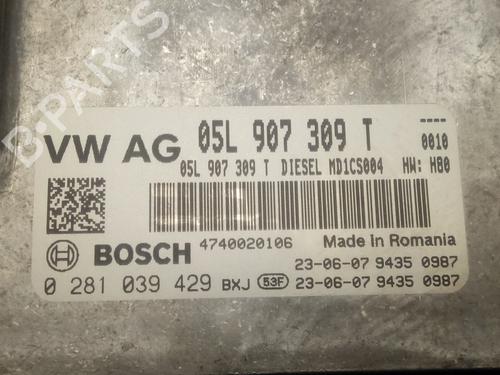 B-PARTS
VW AG 05L 907 309 T
----
0010
05L 907 309 T DIESEL MD1CS004 HW: H80
BOSCH 4740020106 Made in Romania
23-06-07 9435 0987
0 281 039 429 BXJ 53F 23-06-07 9435 0987